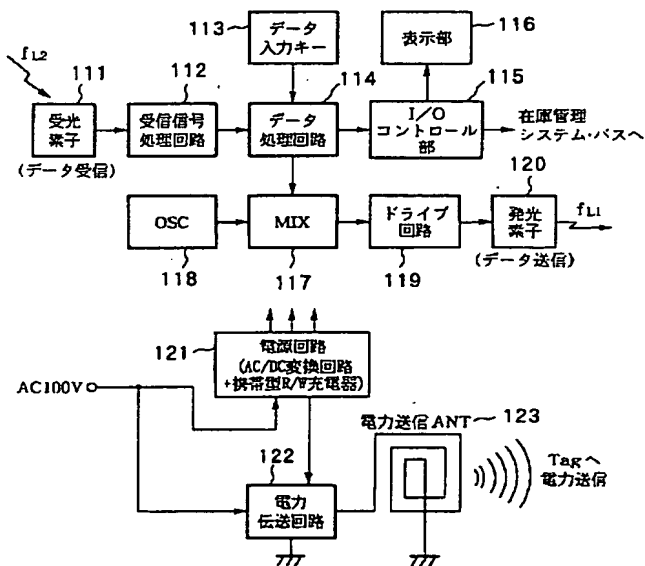 113
データ
入力キー
表示部
116
fL2
111
112
114
115
受光
素子
受信信号
処理回路
データ
処理回路
I/O
コントロール
部
在庫管理
システム・バスへ
(データ受信)
120
OSC
MIX
ドライブ
回路
発光
素子
fL1
118
117
119
(データ送信)
121
電源回路
(AC/DC変換回路
+携帯型R/W充電器)
AC100V
電力送信ANT
123
122
電力
伝送回路
Tagへ
電力送信